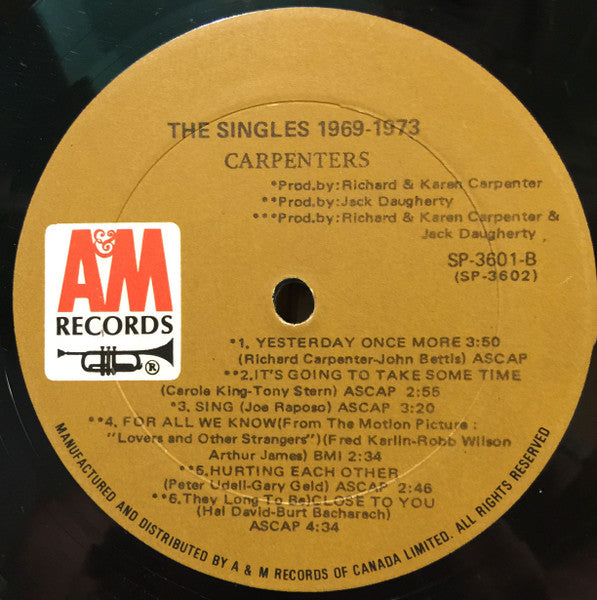 THE SINGLES 1969-1973
CARPENTERS
*Prod.by:Richard & Karen Carpenter
**Prod.by:Jack Daugherty
***Prod.by:Richard & Karen Carpenter &
Jack Daugherty
A&M
RECORDS
®
SP-3601-B
(SP-3602)
*1. YESTERDAY ONCE MORE 3:50
(Richard Carpenter-John Bettis) ASCAP
**2.IT'S GOING TO TAKE SOME TIME
(Carole King-Tony Stern) ASCAP 2:55
*3. SING (Joe Raposo) ASCAP 3:20
**4. FOR ALL WE KNOW(From The Motion Picture :
"Lovers and Other Strangers")(Fred Karlin-Robb Wilson
Arthur James) BMI 2:34
**5.HURTING EACH OTHER
(Peter Udell-Gary Geld) ASCAP 2:46
**6.They Long To Be)CLOSE TO YOU
(Hal David-Burt Bacharach)
ASCAP 4:34
MANUFACTURED AND DISTRIBUTED BY A & M RECORDS OF CANADA LIMITED. ALL RIGHTS RESERVED